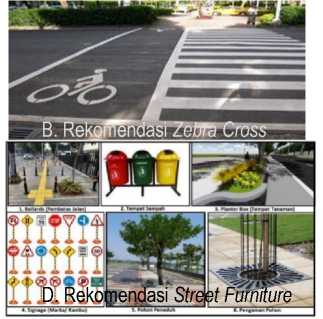 B. Rekomendasi Zebra Cross
1. Bollards (Pembatas Jalan)
2. Tempat Sampah
3. Planter Box (Tempat Tanaman)
4. Signage (Marka/ Rambu)
5. Pohon Peneduh
6. Pengaman Pohon
D. Rekomendasi Street Furniture